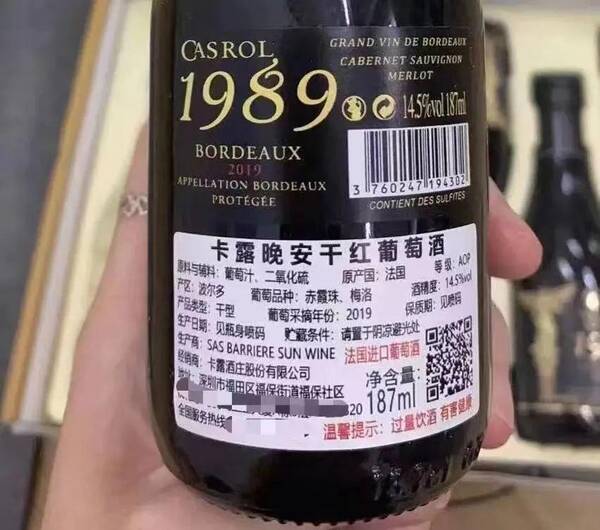 CASROL
1989
BORDEAUX
2019
APPELLATION BORDEAUX
PROTÉGÉE
GRAND VIN DE BORDEAUX
CABERNET SAUVIGNON
MERLOT
14.5%vol 187ml
3 760247 194302
CONTIENT DES SULFITES
卡露晚安干红葡萄酒
原料与辅料: 葡萄汁、二氧化硫 原产国: 法国 等级: AOP
产区: 波尔多 葡萄品种: 赤霞珠、梅洛 酒精度: 14.5%vol
产品类型: 干型 葡萄采摘年份: 2019 保质期: 见喷码
生产日期: 见瓶身喷码 贮藏条件: 请置于阴凉避光处
生产商: SAS BARRIERE SUN WINE 法国进口葡萄酒
经销商: 卡露酒庄股份有限公司 净含量:
地址: 深圳市福田区福保街道福保社区 187ml
320
全国服务热线
温馨提示: 过量饮酒 有害健康